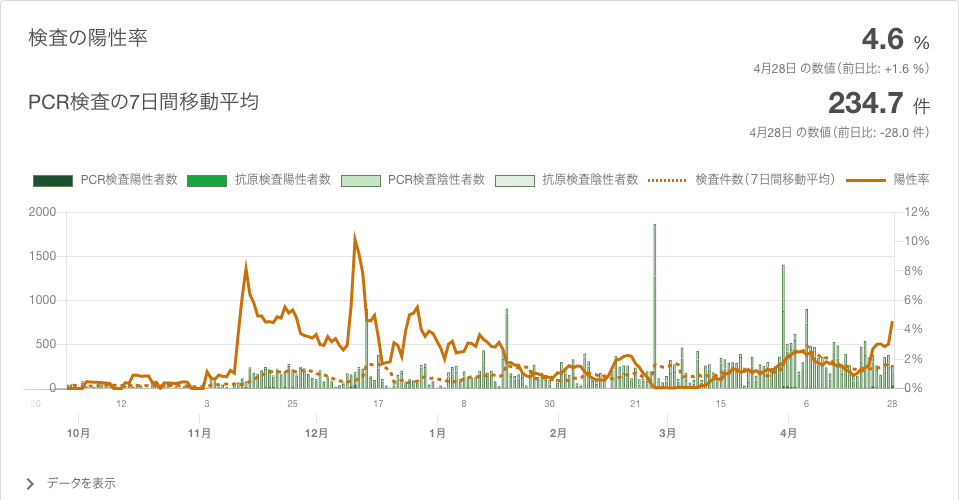 検査の陽性率
4.6 %
4月28日 の数値（前日比: +1.6 %）
PCR検査の7日間移動平均
234.7 件
4月28日 の数値（前日比: -28.0 件）
PCR検査陽性者数 抗原検査陽性者数 PCR検査陰性者数 抗原検査陰性者数 検査件数（7日間移動平均） 陽性率
2000 12%
10%
1500
8%
1000 6%
4%
500
2%
0 0%
20 12 3 25 17 8 30 21 15 6 28
10月 11月 12月 1月 2月 3月 4月
データを表示